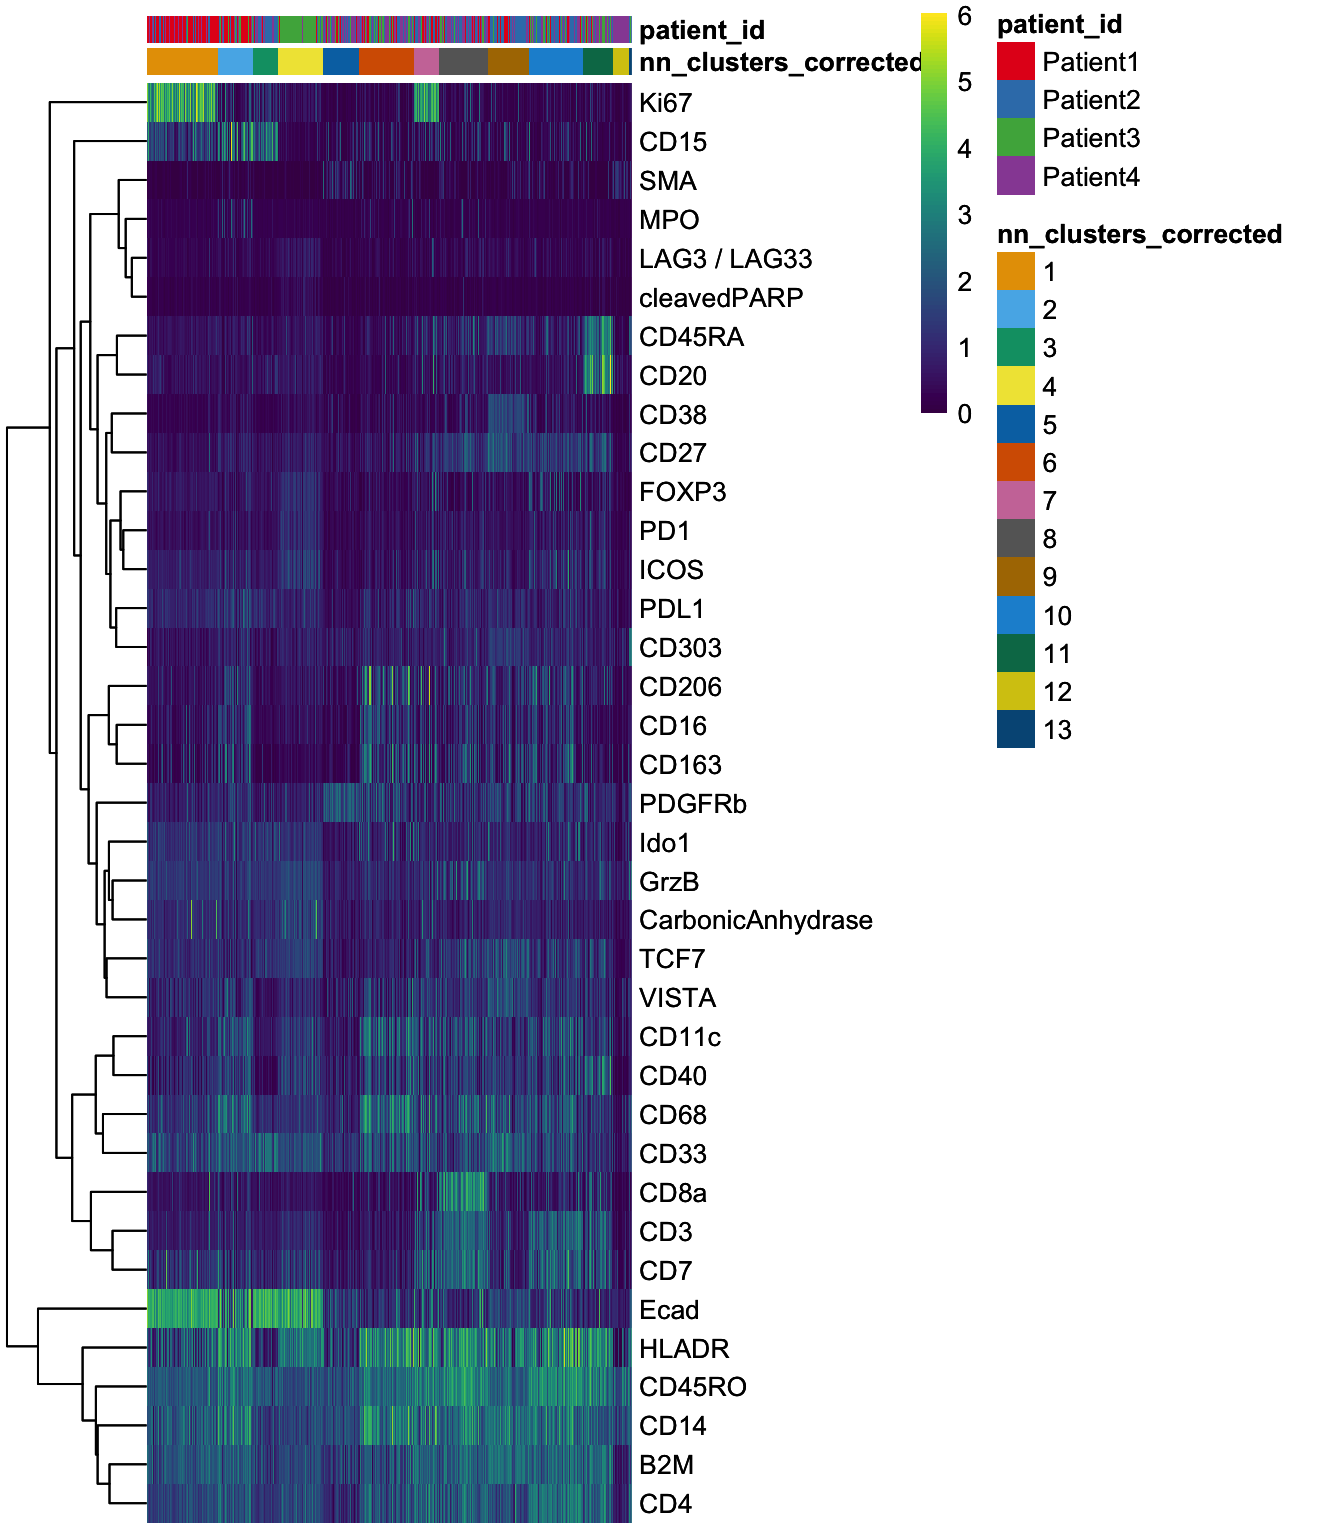 patient_id
nn_clusters_corrected
Ki67
CD15
SMA
MPO
LAG3 / LAG33
cleavedPARP
CD45RA
CD20
CD38
CD27
FOXP3
PD1
ICOS
PDL1
CD303
CD206
CD16
CD163
PDGFRb
Ido1
GrzB
CarbonicAnhydrase
TCF7
VISTA
CD11c
CD40
CD68
CD33
CD8a
CD3
CD7
Ecad
HLADR
CD45RO
CD14
B2M
CD4
6
5
4
3
2
1
0
patient_id
Patient1
Patient2
Patient3
Patient4
nn_clusters_corrected
1
2
3
4
5
6
7
8
9
10
11
12
13